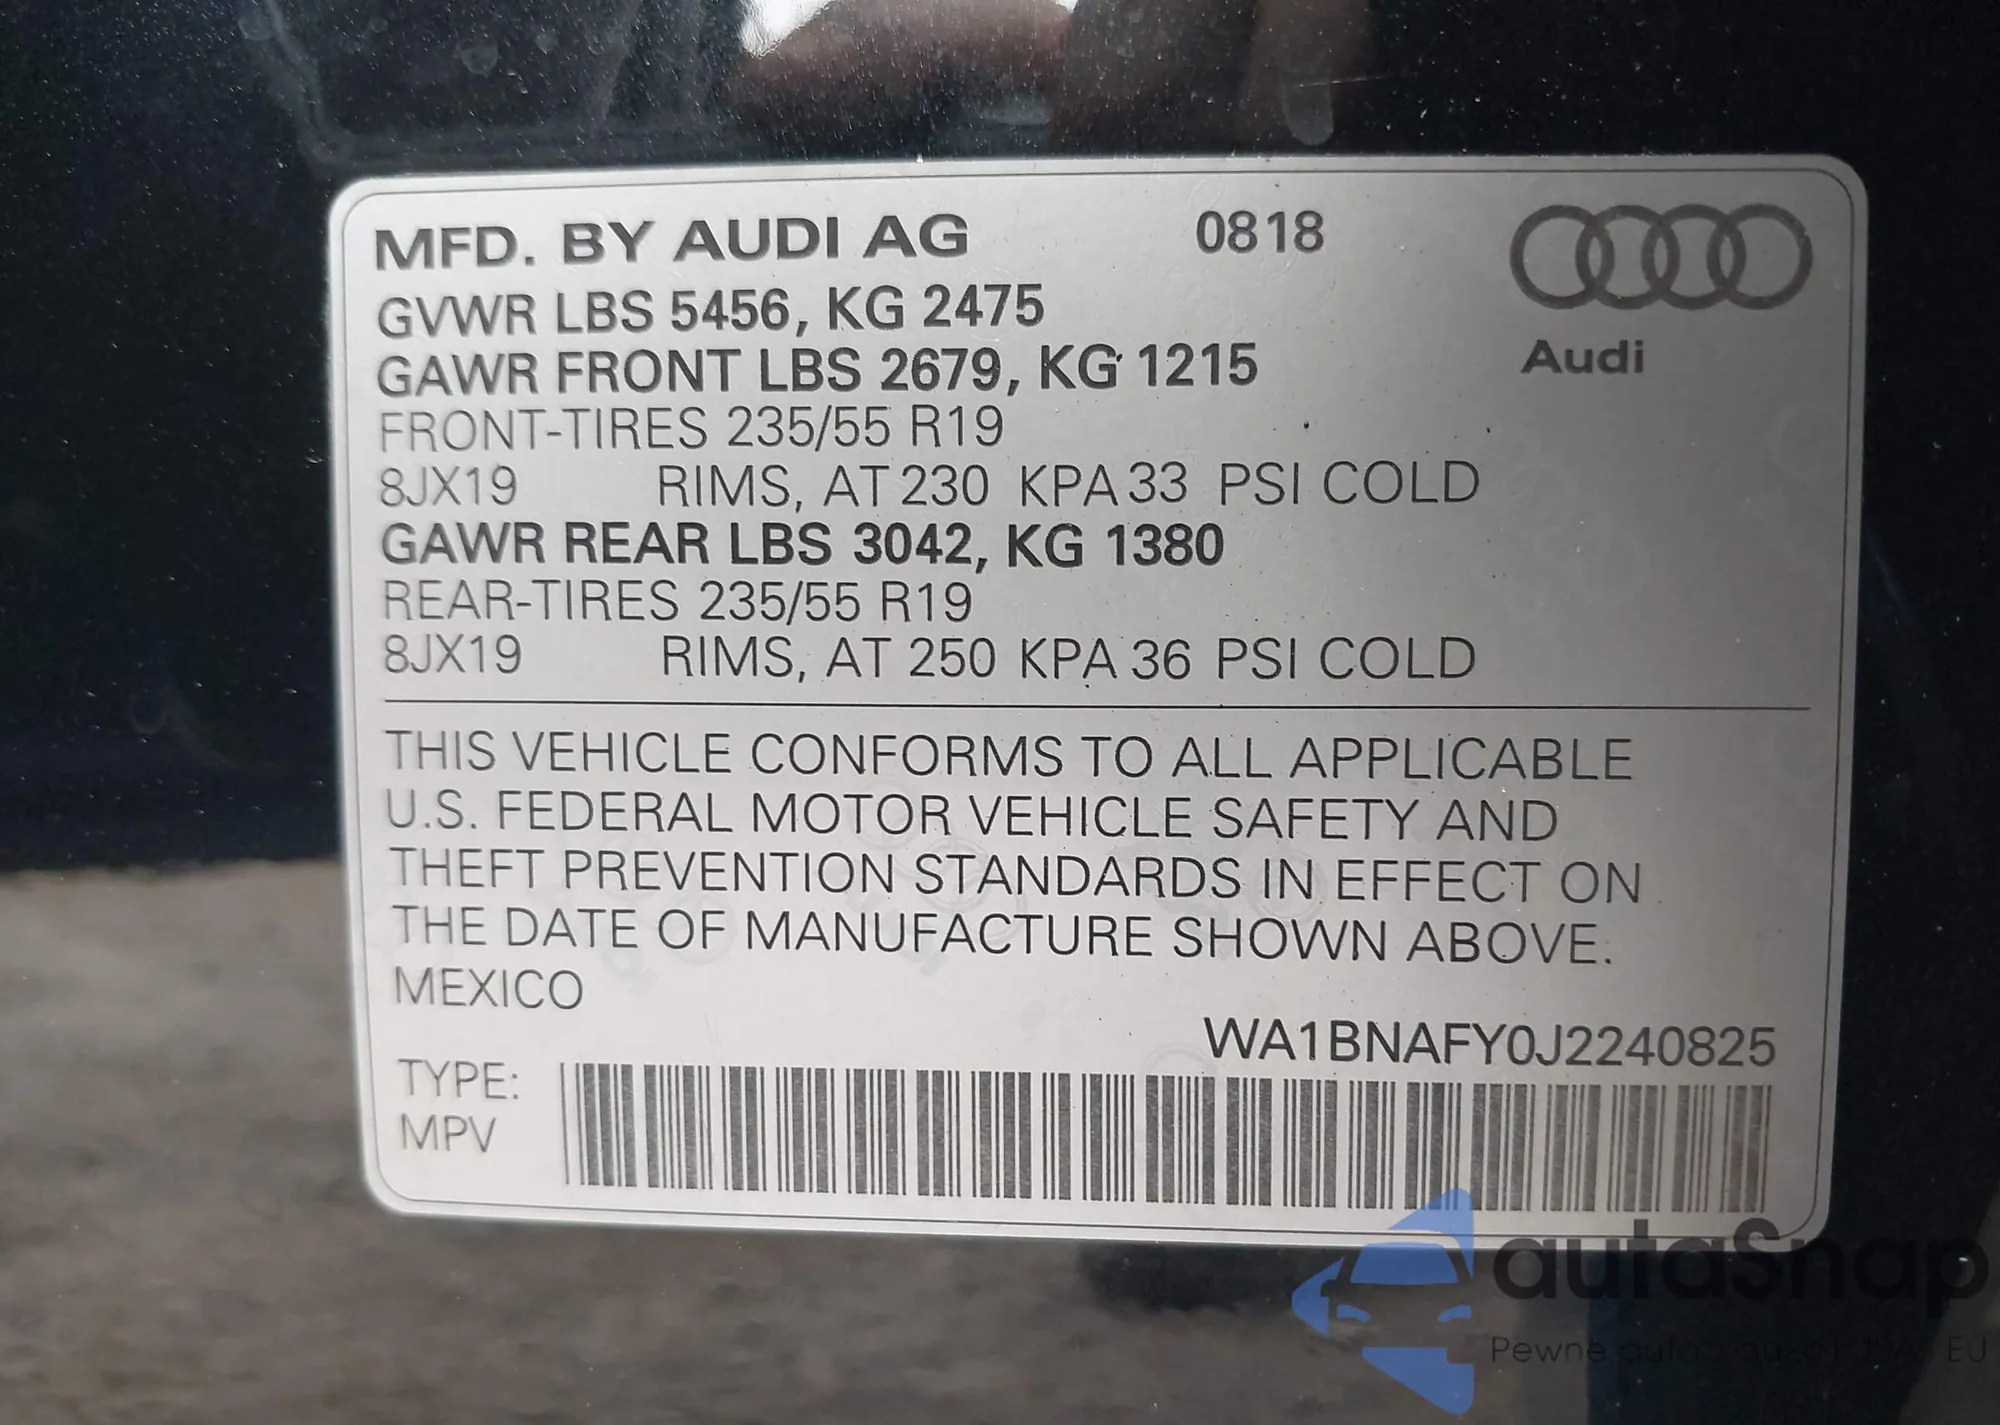 MFD. BY AUDI AG 0818
Audi
GVWR LBS 5456, KG 2475
GAWR FRONT LBS 2679, KG 1215
FRONT-TIRES 235/55 R19
8JX19 RIMS, AT 230 KPA 33 PSI COLD
GAWR REAR LBS 3042, KG 1380
REAR-TIRES 235/55 R19
8JX19 RIMS, AT 250 KPA 36 PSI COLD
THIS VEHICLE CONFORMS TO ALL APPLICABLE
U.S. FEDERAL MOTOR VEHICLE SAFETY AND
THEFT PREVENTION STANDARDS IN EFFECT ON
THE DATE OF MANUFACTURE SHOWN ABOVE.
MEXICO
WA1BNAFY0J2240825
TYPE:
MPV
autaSnap
Pewne auta EU